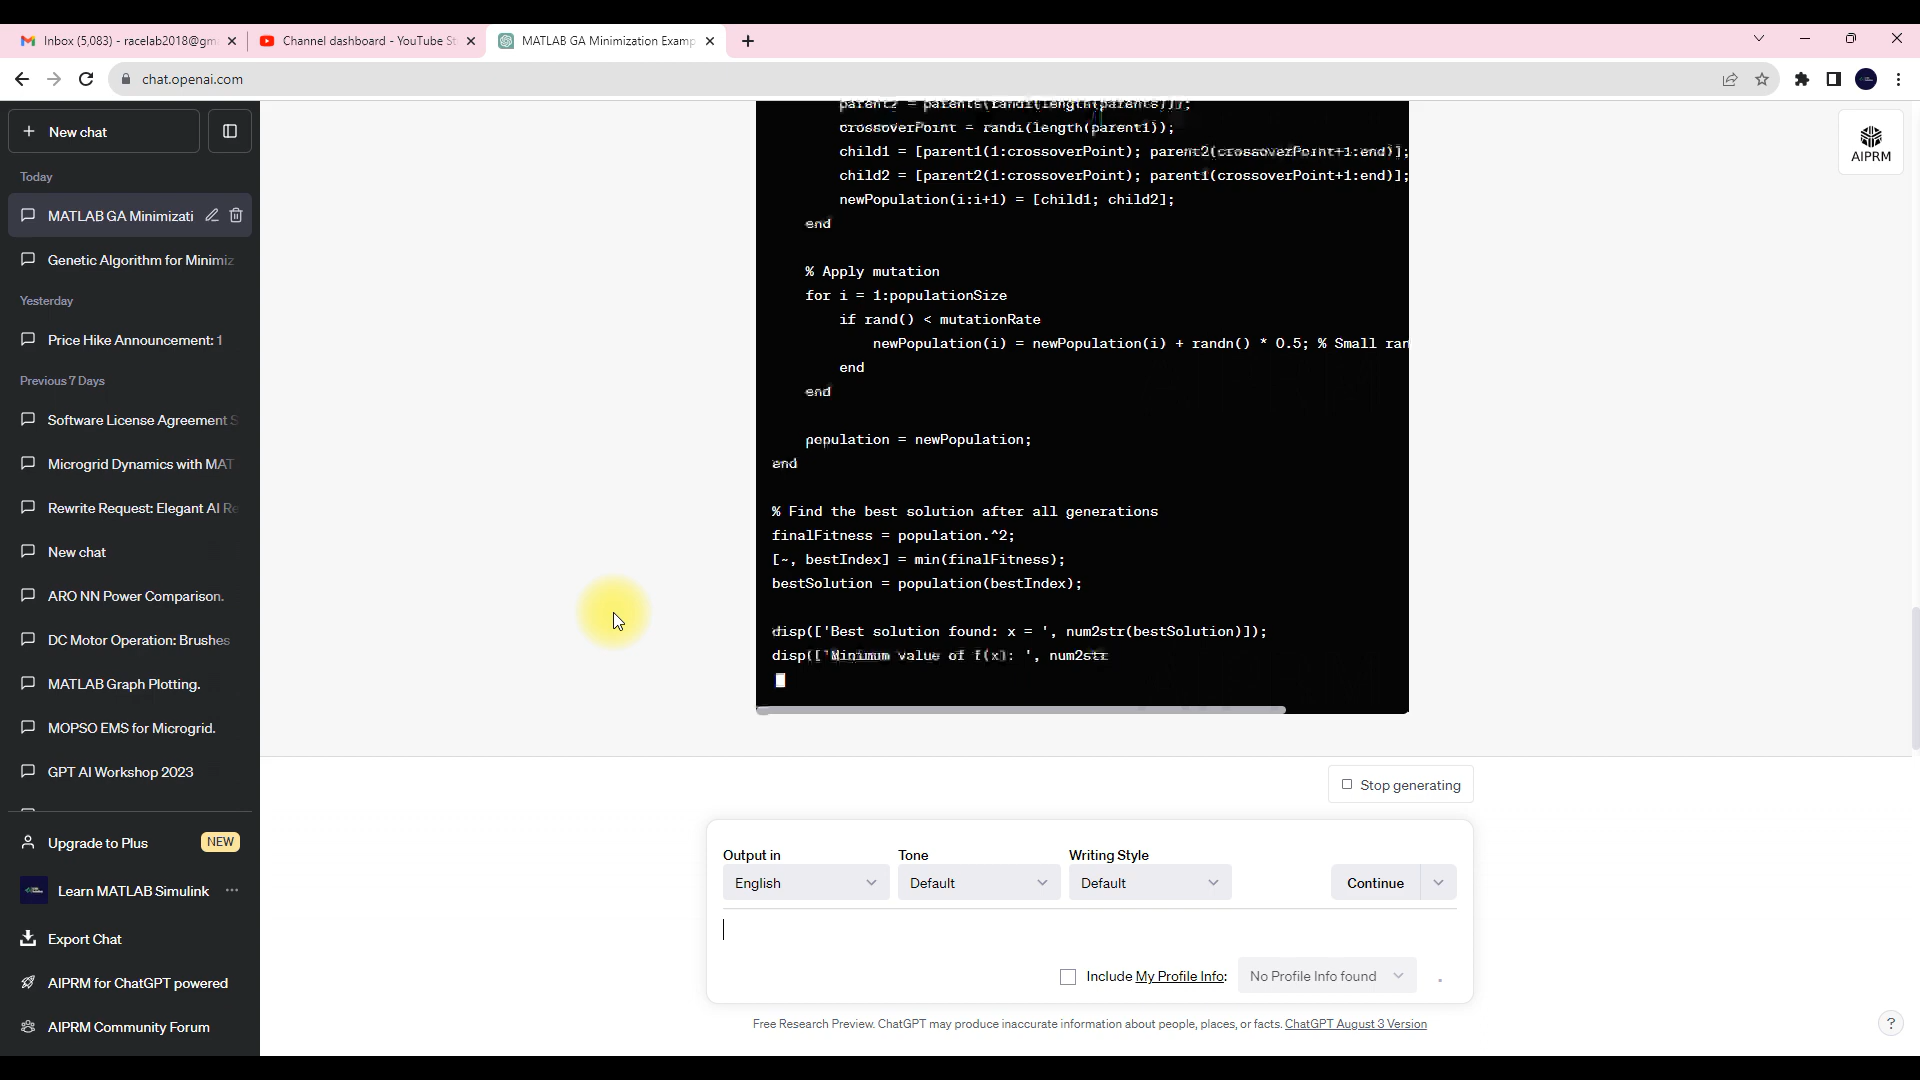 Inbox (5,083) - racelab2018@gm
Channel dashboard - YouTube St
MATLAB GA Minimization Examp
chat.openai.com
New chat
Today
MATLAB GA Minimizati
Genetic Algorithm for Minimiz
Yesterday
Price Hike Announcement: 1
Previous 7 Days
Software License Agreement S
Microgrid Dynamics with MAT
Rewrite Request: Elegant AI Re
New chat
ARO NN Power Comparison.
DC Motor Operation: Brushes
MATLAB Graph Plotting.
MOPSO EMS for Microgrid.
GPT AI Workshop 2023
Upgrade to Plus NEW
Learn MATLAB Simulink
Export Chat
AIPRM for ChatGPT powered
AIPRM Community Forum
parent2 = parents(randi(length(parents)));
crossoverPoint = randi(length(parent1));
child1 = [parent1(1:crossoverPoint); parent2(crossoverPoint+1:end)];
child2 = [parent2(1:crossoverPoint); parent1(crossoverPoint+1:end)];
newPopulation(i:i+1) = [child1; child2];
end
% Apply mutation
for i = 1:populationSize
if rand() < mutationRate
newPopulation(i) = newPopulation(i) + randn() * 0.5; % Small ran
end
end
population = newPopulation;
end
% Find the best solution after all generations
finalFitness = population.^2;
[~, bestIndex] = min(finalFitness);
bestSolution = population(bestIndex);
disp(['Best solution found: x = ', num2str(bestSolution)]);
disp(['Minimum value of f(x): ', num2str
AIPRM
Stop generating
Output in Tone Writing Style
English Default Default Continue
Include My Profile Info: No Profile Info found
Free Research Preview. ChatGPT may produce inaccurate information about people, places, or facts. ChatGPT August 3 Version
?